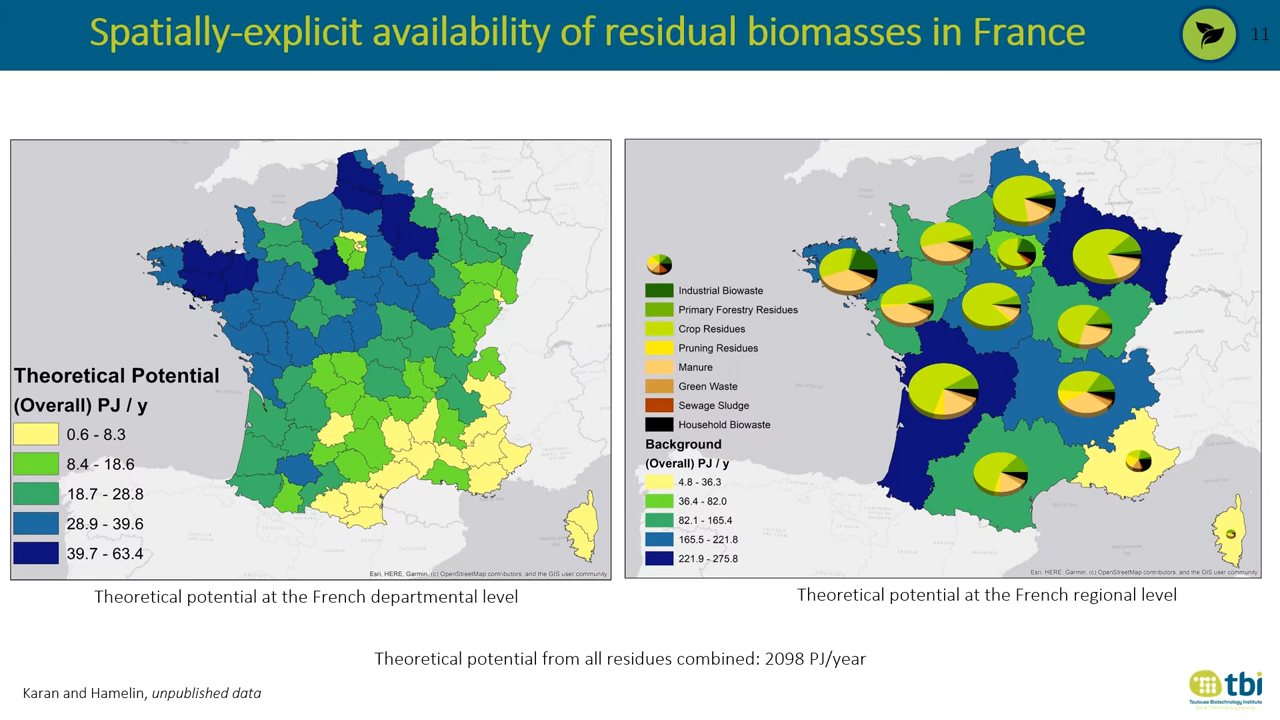 Spatially-explicit availability of residual biomasses in France
11
Theoretical Potential
(Overall) PJ / y
0.6 - 8.3
8.4 - 18.6
18.7 - 28.8
28.9 - 39.6
39.7 - 63.4
Esri, HERE, Garmin, (c) OpenStreetMap contributors, and the GIS user community
Industrial Biowaste
Primary Forestry Residues
Crop Residues
Pruning Residues
Manure
Green Waste
Sewage Sludge
Household Biowaste
Background
(Overall) PJ / y
4.8 - 36.3
36.4 - 82.0
82.1 - 165.4
165.5 - 221.8
221.9 - 275.8
Esri, HERE, Garmin, (c) OpenStreetMap contributors, and the GIS user community
Theoretical potential at the French departmental level
Theoretical potential at the French regional level
Theoretical potential from all residues combined: 2098 PJ/year
Karan and Hamelin, unpublished data
tbi
Toulouse Biotechnology Institute